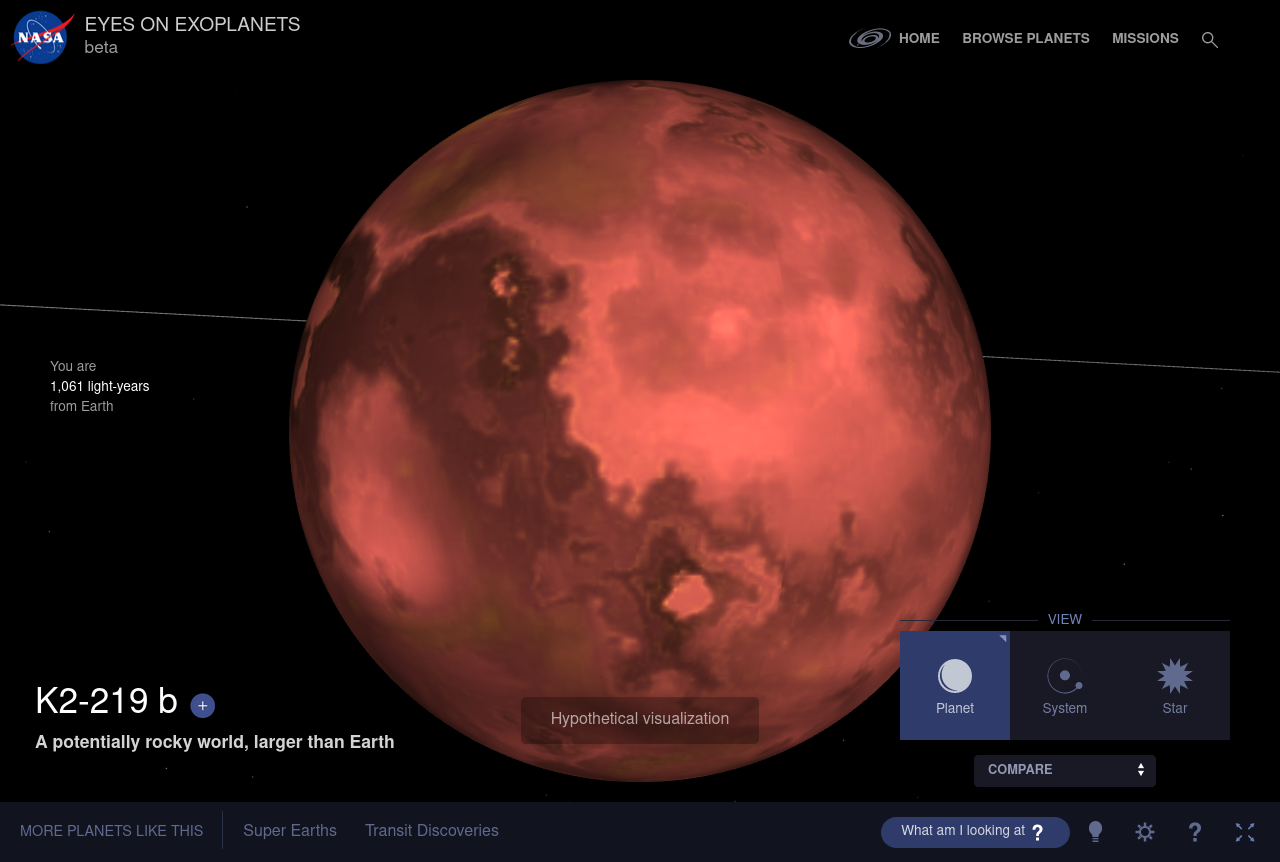 NASA
EYES ON EXOPLANETS
beta
HOME
BROWSE PLANETS
MISSIONS
You are
1,061 light-years
from Earth
K2-219 b +
A potentially rocky world, larger than Earth
Hypothetical visualization
VIEW
Planet
System
Star
COMPARE
MORE PLANETS LIKE THIS
Super Earths
Transit Discoveries
What am I looking at ?
?